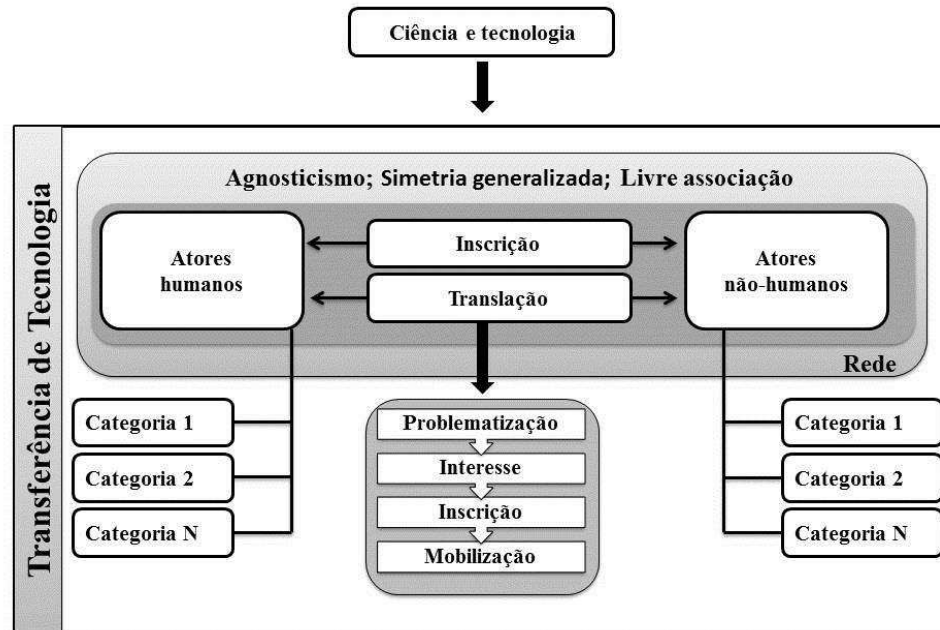 Ciência e tecnologia
Transferência de Tecnologia
Agnosticismo; Simetria generalizada; Livre associação
Atores
humanos
Inscrição
Translação
Atores
não-humanos
Rede
Categoria 1
Categoria 2
Categoria N
Problematização
Interesse
Inscrição
Mobilização
Categoria 1
Categoria 2
Categoria N